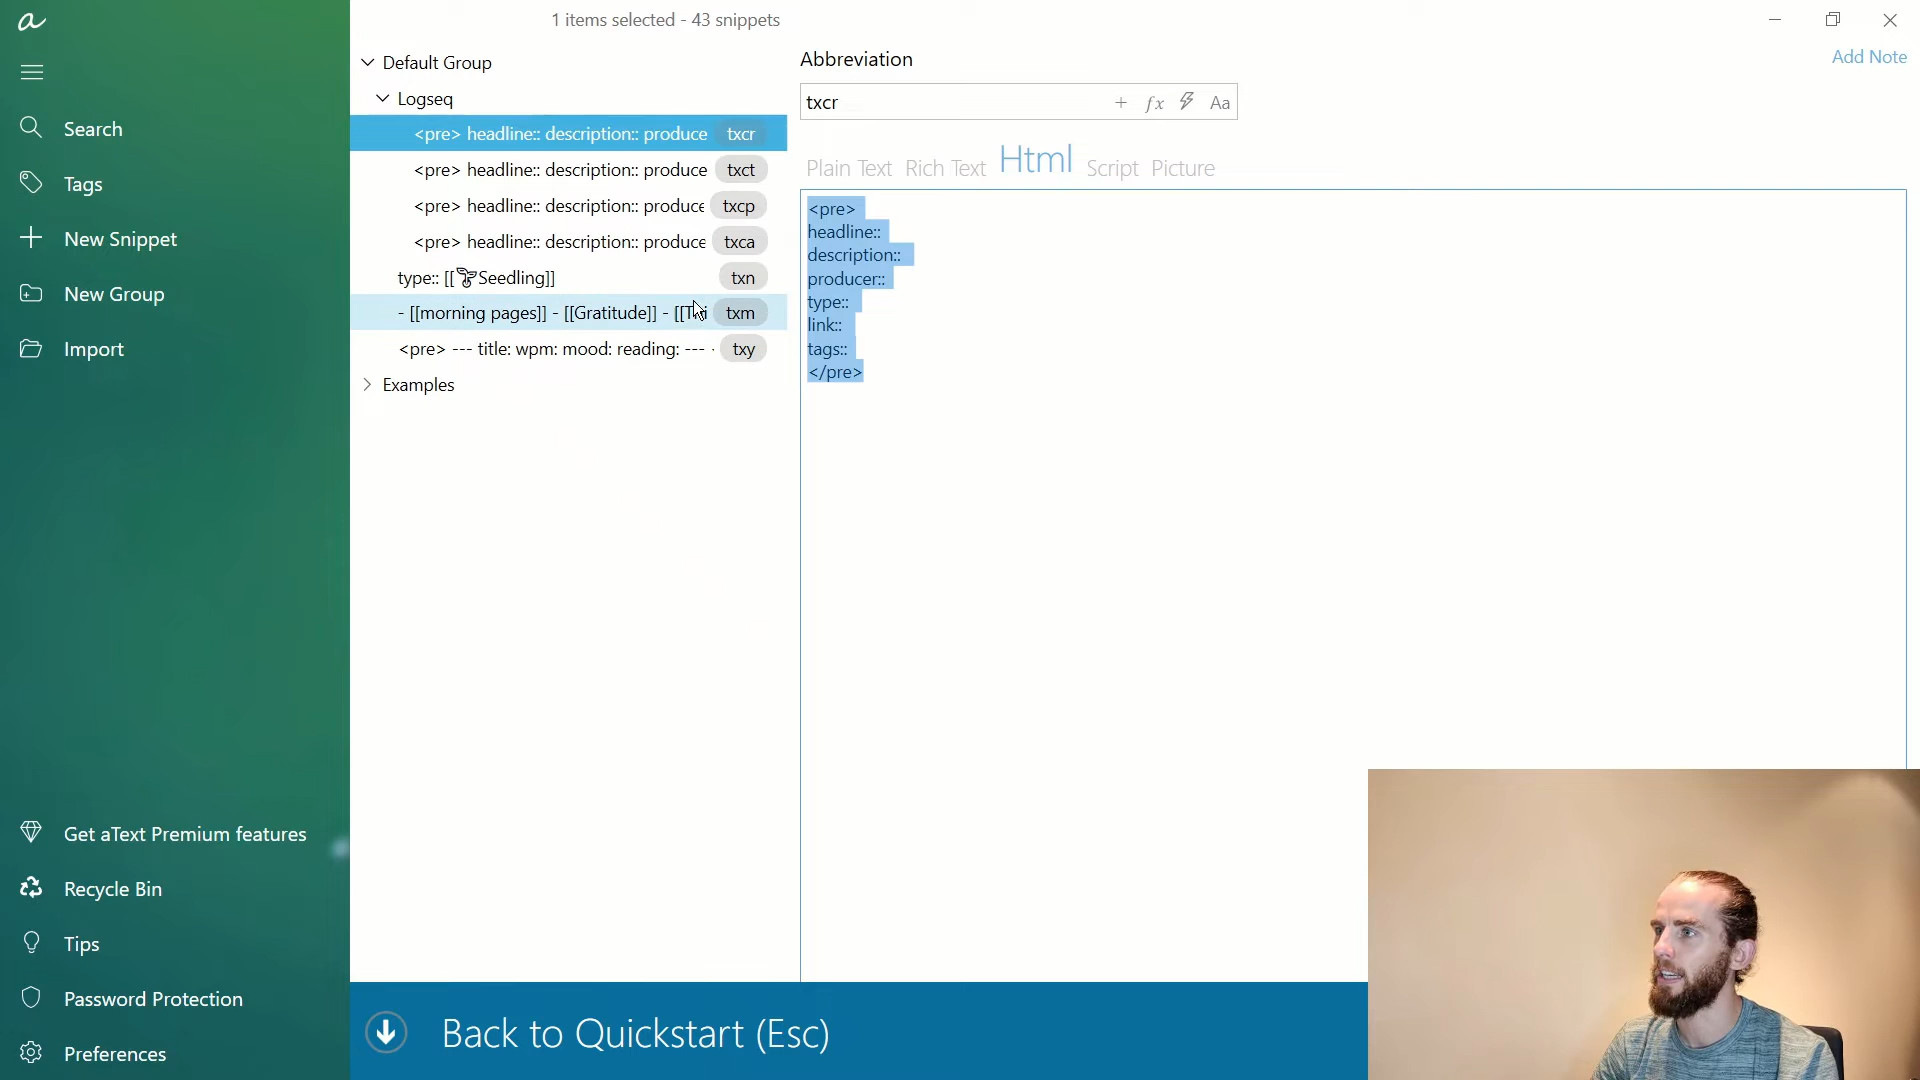 a
1 items selected - 43 snippets
Search
Tags
New Snippet
New Group
Import
Get aText Premium features
Recycle Bin
Tips
Password Protection
Preferences
Default Group
Logseq
<pre> headline:: description:: produce txcr
<pre> headline:: description:: produce txct
<pre> headline:: description:: produce txcp
<pre> headline:: description:: produce txca
type:: [[🌱Seedling]] txn
- [[morning pages]] - [[Gratitude]] - [[T txm
<pre> --- title: wpm: mood: reading: --- txy
Examples
Abbreviation
Add Note
txcr + ƒx Aa
Plain Text Rich Text Html Script Picture
<pre>
headline::
description::
producer::
type::
link::
tags::
</pre>
Back to Quickstart (Esc)